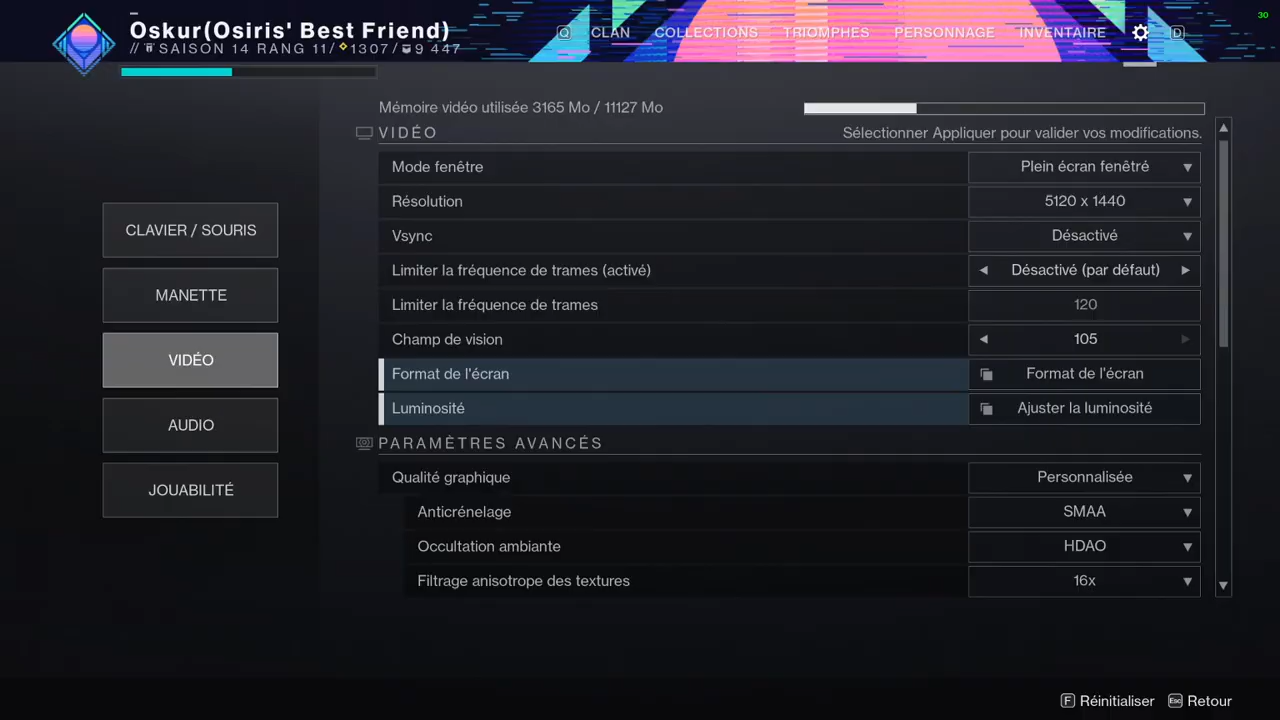 30
Oskur(Osiris' Best Friend)
// SAISON 14 RANG 11/ 1307/ 9 447
Q CLAN COLLECTIONS TRIOMPHES PERSONNAGE INVENTAIRE D
Mémoire vidéo utilisée 3165 Mo / 11127 Mo
VIDÉO Sélectionner Appliquer pour valider vos modifications.
Mode fenêtre Plein écran fenêtré
Résolution 5120 x 1440
Vsync Désactivé
Limiter la fréquence de trames (activé) Désactivé (par défaut)
Limiter la fréquence de trames 120
Champ de vision 105
Format de l'écran Format de l'écran
Luminosité Ajuster la luminosité
PARAMÈTRES AVANCÉS
Qualité graphique Personnalisée
Anticrénelage SMAA
Occultation ambiante HDAO
Filtrage anisotrope des textures 16x
CLAVIER / SOURIS
MANETTE
VIDÉO
AUDIO
JOUABILITÉ
F Réinitialiser Esc Retour